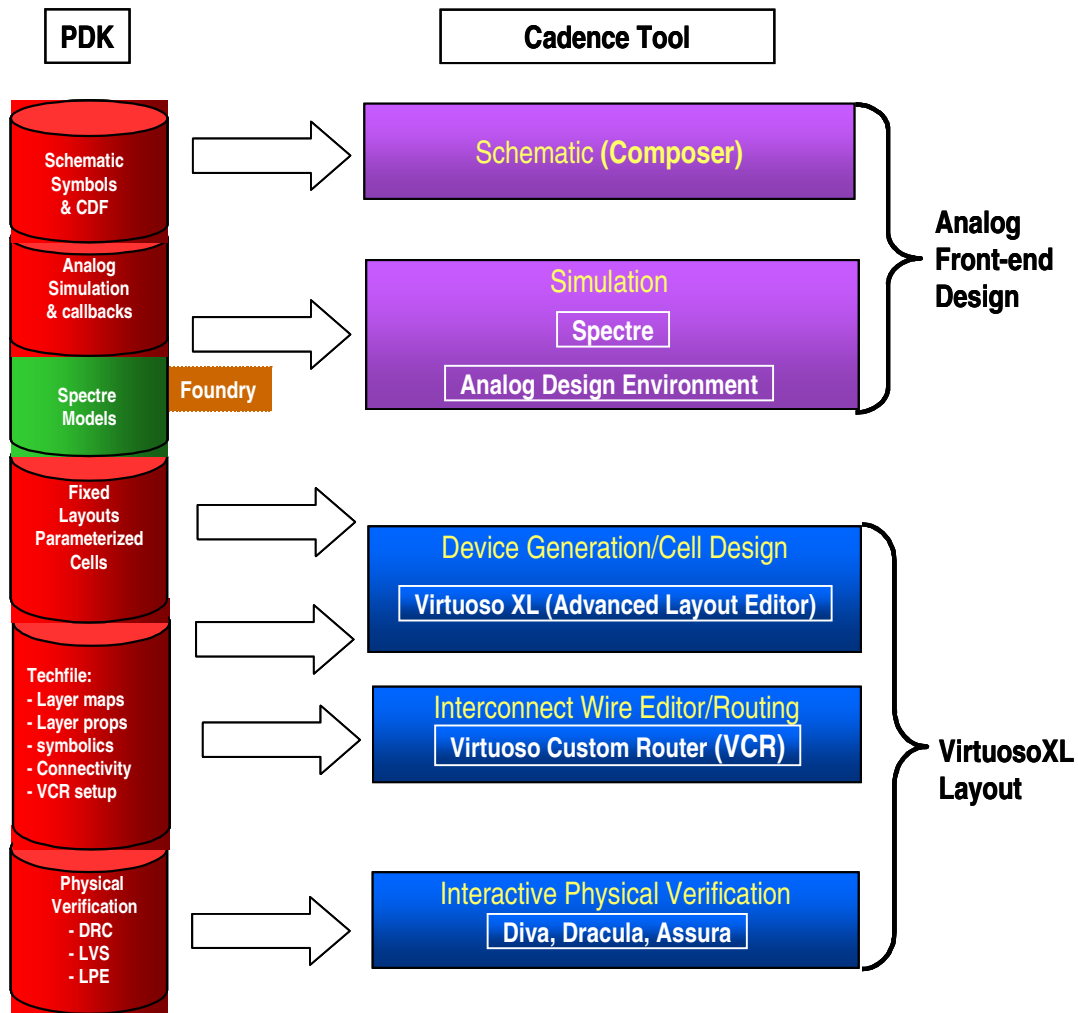 PDK
Cadence Tool
Schematic
Symbols
& CDF
Schematic (Composer)
Analog
Front-end
Design
Analog
Simulation
& callbacks
Simulation
Spectre
Analog Design Environment
Spectre
Models
Foundry
Fixed
Layouts
Parameterized
Cells
Device Generation/Cell Design
Virtuoso XL (Advanced Layout Editor)
Techfile:
- Layer maps
- Layer props
- symbolics
- Connectivity
- VCR setup
Interconnect Wire Editor/Routing
Virtuoso Custom Router (VCR)
VirtuosoXL
Layout
Physical
Verification
- DRC
- LVS
- LPE
Interactive Physical Verification
Diva, Dracula, Assura